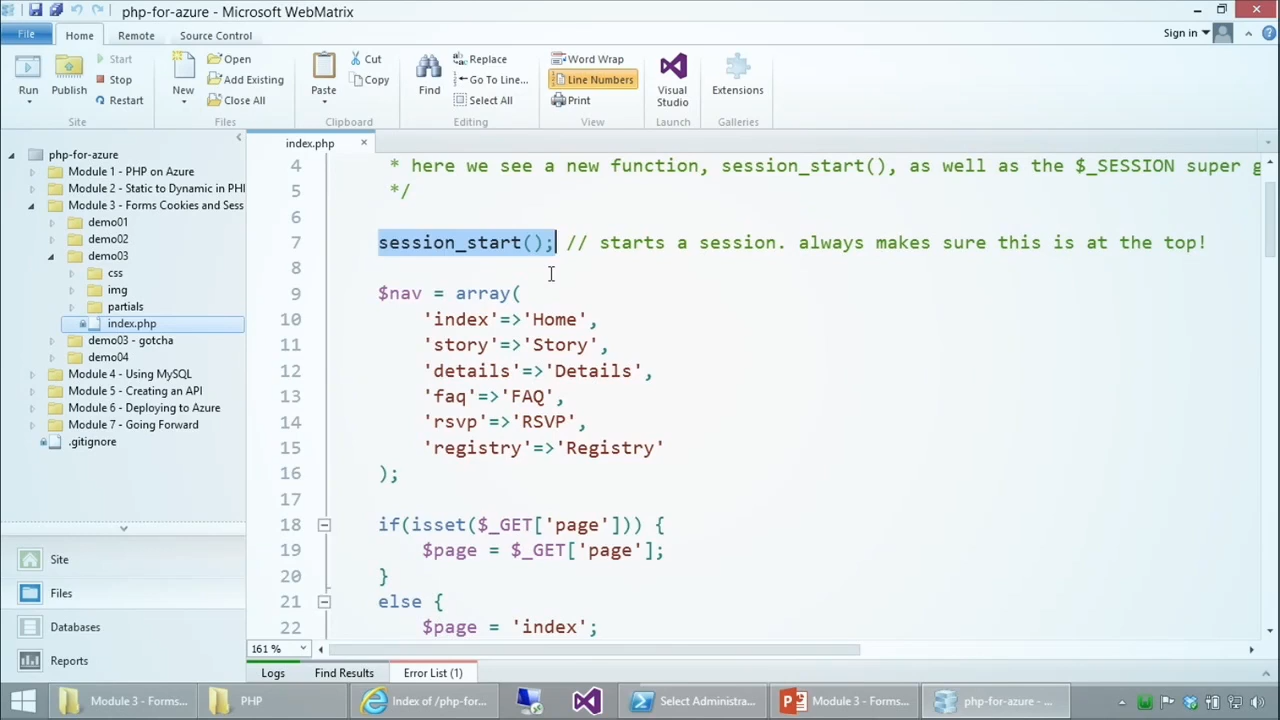 php-for-azure - Microsoft WebMatrix
File Home Remote Source Control Sign in
Run
Publish
Start
Stop
Restart
Site
New
Open
Add Existing
Close All
Files
Paste
Cut
Copy
Clipboard
Find
Replace
Go To Line...
Select All
Editing
Word Wrap
Line Numbers
Print
View
Visual Studio
Launch
Extensions
Galleries
php-for-azure
Module 1 - PHP on Azure
Module 2 - Static to Dynamic in PHI
Module 3 - Forms Cookies and Sess
demo01
demo02
demo03
css
img
partials
index.php
demo03 - gotcha
demo04
Module 4 - Using MySQL
Module 5 - Creating an API
Module 6 - Deploying to Azure
Module 7 - Going Forward
.gitignore
Site
Files
Databases
Reports
index.php
4 * here we see a new function, session_start(), as well as the $_SESSION super g
5 */
6
7 session_start(); // starts a session. always makes sure this is at the top!
8
9 $nav = array(
10 'index'=>'Home',
11 'story'=>'Story',
12 'details'=>'Details',
13 'faq'=>'FAQ',
14 'rsvp'=>'RSVP',
15 'registry'=>'Registry'
16 );
17
18 if(isset($_GET['page'])) {
19 $page = $_GET['page'];
20 }
21 else {
22 $page = 'index';
161 %
Logs Find Results Error List (1)
Module 3 - Forms... PHP Index of /php-for... Select Administra... Module 3 - Forms... php-for-azure - ...